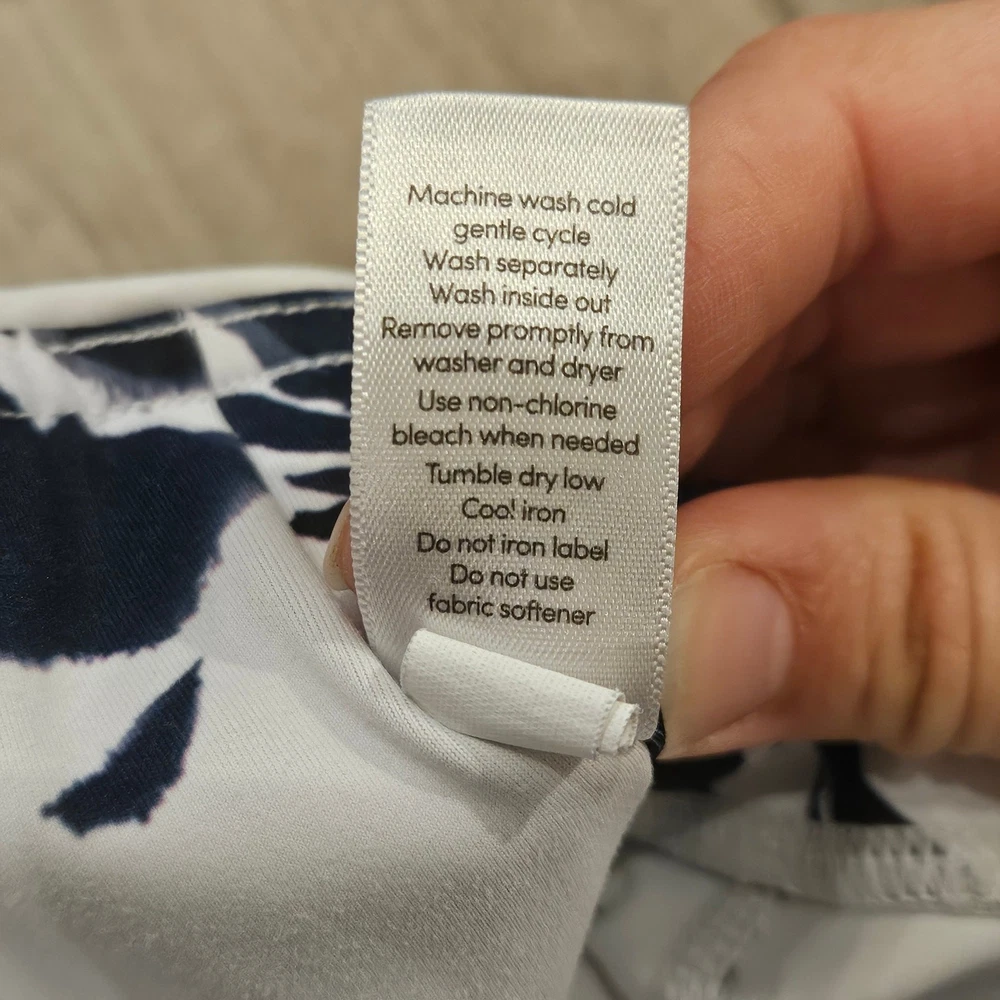 Machine wash cold
gentle cycle
Wash separately
Wash inside out
Remove promptly from
washer and dryer
Use non-chlorine
bleach when needed
Tumble dry low
Cool iron
Do not iron label
Do not use
fabric softener